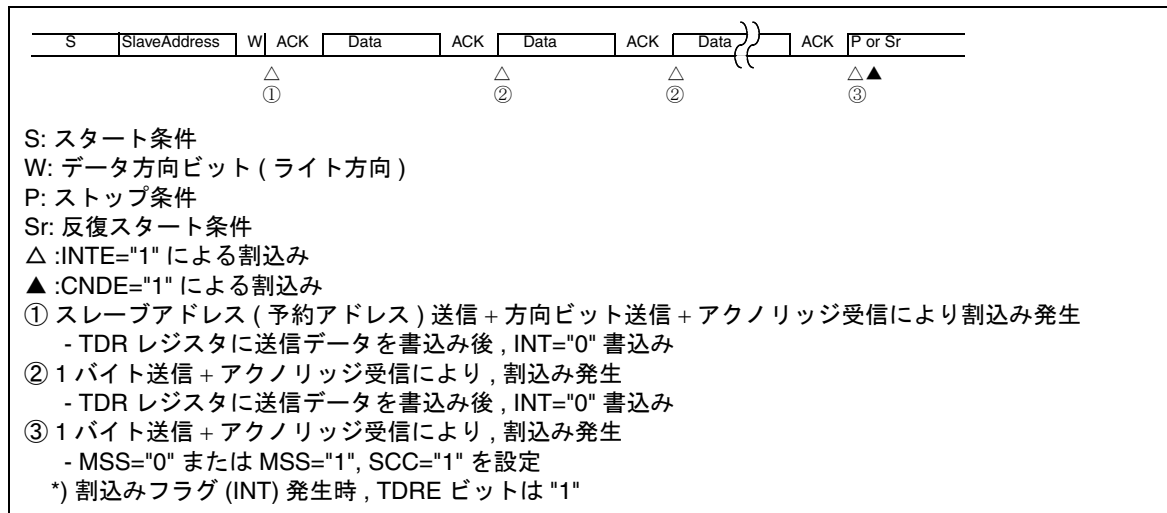 S SlaveAddress W ACK Data ACK Data ACK Data ACK P or Sr
△ △ △ △▲
① ② ② ③
S: スタート条件
W: データ方向ビット ( ライト方向 )
P: ストップ条件
Sr: 反復スタート条件
△ :INTE="1" による割込み
▲ :CNDE="1" による割込み
① スレーブアドレス ( 予約アドレス ) 送信 + 方向ビット送信 + アクノリッジ受信により割込み発生
- TDR レジスタに送信データを書込み後 , INT="0" 書込み
② 1 バイト送信 + アクノリッジ受信により , 割込み発生
- TDR レジスタに送信データを書込み後 , INT="0" 書込み
③ 1 バイト送信 + アクノリッジ受信により , 割込み発生
- MSS="0" または MSS="1", SCC="1" を設定
*) 割込みフラグ (INT) 発生時 , TDRE ビットは "1"